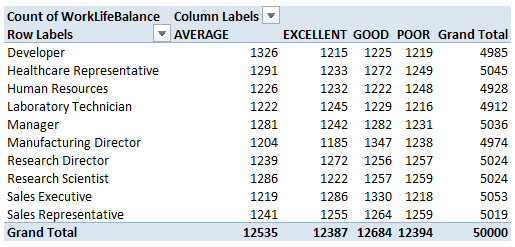 Count of WorkLifeBalance Column Labels
Row Labels AVERAGE EXCELLENT GOOD POOR Grand Total
Developer 1326 1215 1225 1219 4985
Healthcare Representative 1291 1233 1272 1249 5045
Human Resources 1226 1232 1222 1248 4928
Laboratory Technician 1222 1245 1229 1216 4912
Manager 1281 1242 1282 1231 5036
Manufacturing Director 1204 1185 1347 1238 4974
Research Director 1239 1272 1256 1257 5024
Research Scientist 1286 1222 1257 1259 5024
Sales Executive 1219 1286 1330 1218 5053
Sales Representative 1241 1255 1264 1259 5019
Grand Total 12535 12387 12684 12394 50000